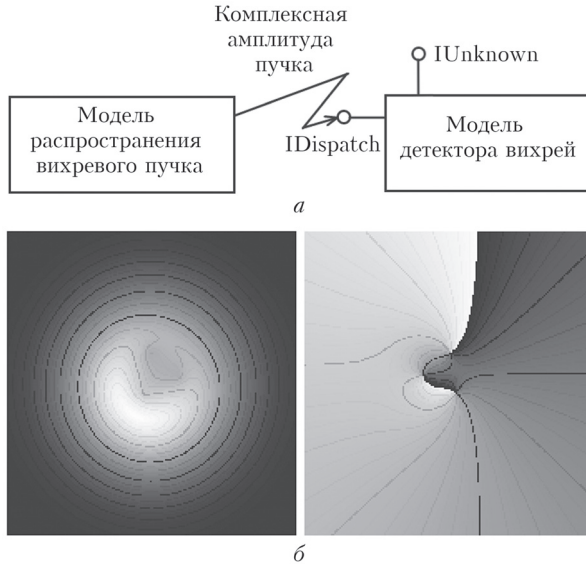 Комплексная
амплитуда
пучка
IUnknown
Модель
распространения
вихревого пучка
IDispatch
Модель
детектора вихрей
а
б